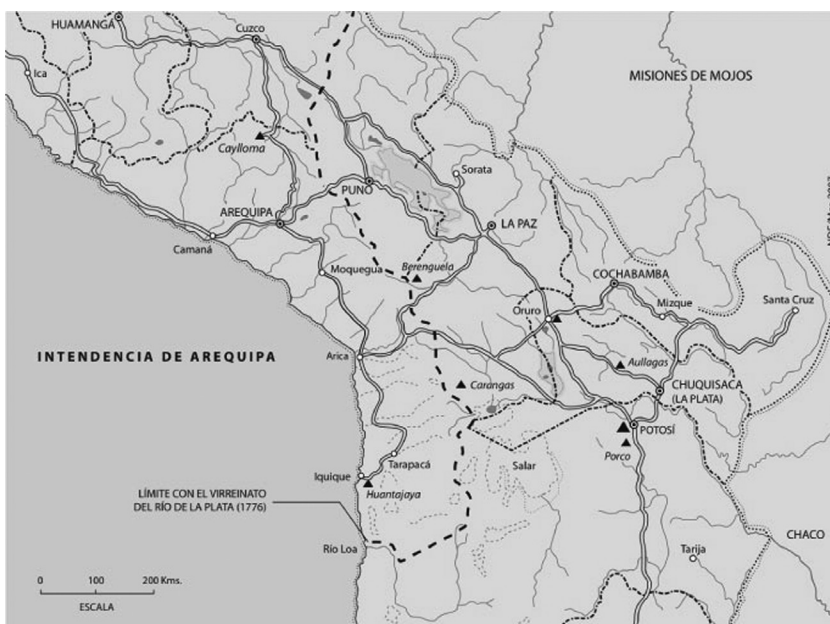 HUAMANGA
Cuzco
Ica
MISIONES DE MOJOS
Caylloma
Sorata
PUNO
AREQUIPA
LA PAZ
Camaná
Moquegua
Berenguela
COCHABAMBA
Mizque
Santa Cruz
Oruro
INTENDENCIA DE AREQUIPA
Arica
Aullagas
Carangas
CHUQUISACA
(LA PLATA)
POTOSÍ
Porco
Tarapacá
Salar
Iquique
Huantajaya
LÍMITE CON EL VIRREINATO
DEL RÍO DE LA PLATA (1776)
CHACO
Río Loa
Tarija
0 100 200 Kms.
ESCALA